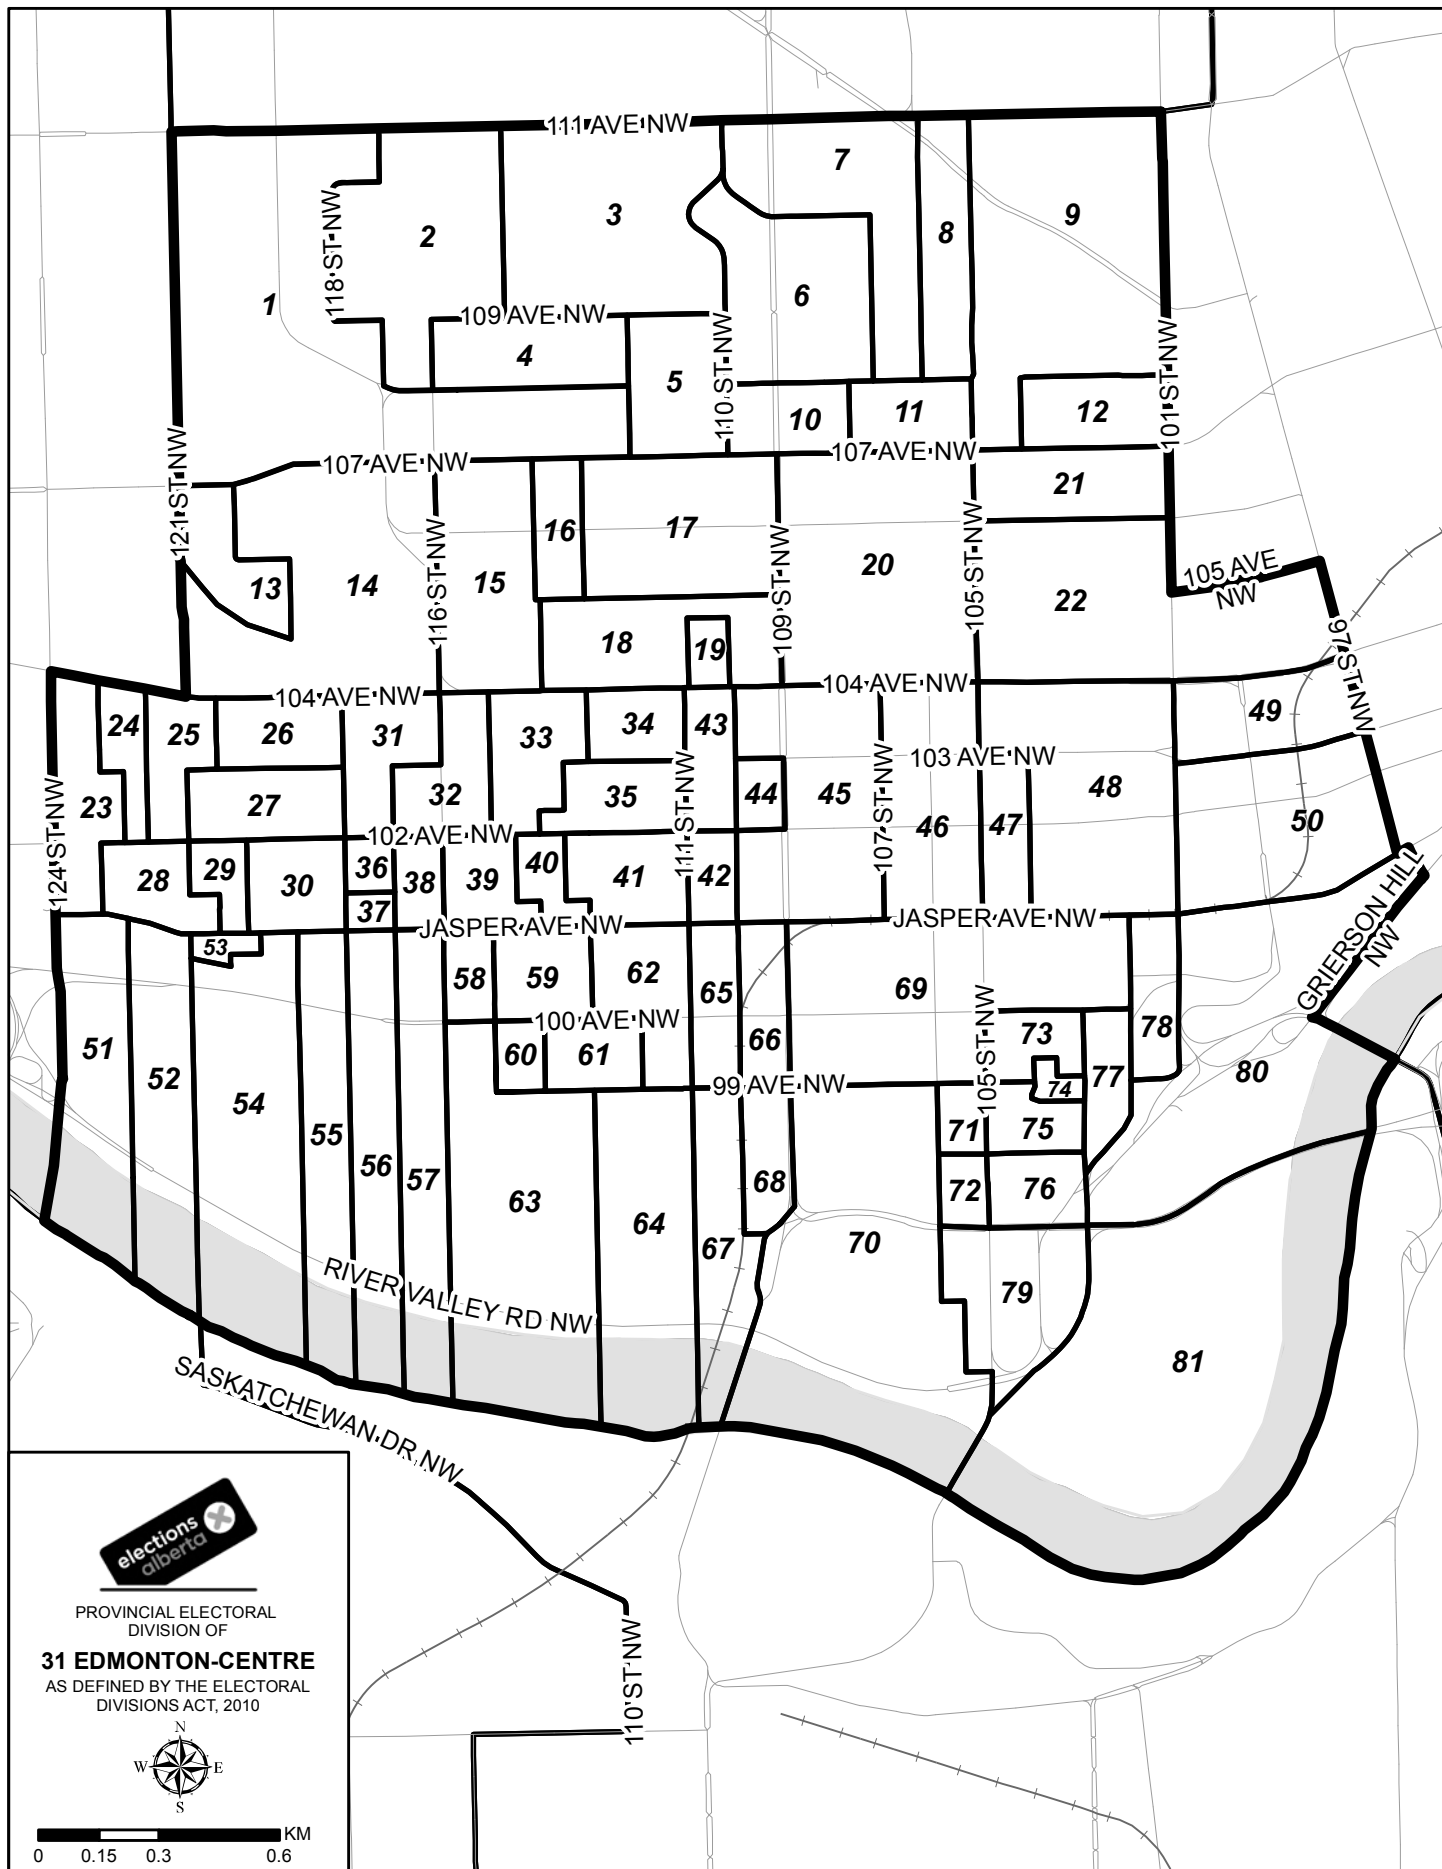 111 AVE NW
7
2
3
8
9
118 ST NW
1
6
109 AVE NW
4
5
110 ST NW
10
11
12
101 ST NW
107 AVE NW
107 AVE NW
121 ST NW
21
16
17
116 ST NW
109 ST NW
105 ST NW
13
14
15
20
22
105 AVE
NW
18
19
97 ST NW
104 AVE NW
104 AVE NW
24
25
26
31
33
34
43
49
103 AVE NW
124 ST NW
23
27
32
35
111 ST NW
44
45
107 ST NW
46
47
48
50
102 AVE NW
28
29
30
36
37
38
39
40
41
42
GRIERSON HILL
NW
JASPER AVE NW
JASPER AVE NW
53
58
59
62
65
69
105 ST NW
100 AVE NW
51
52
54
55
56
57
60
61
66
73
78
99 AVE NW
74
77
80
71
75
68
72
76
63
64
67
70
RIVER VALLEY RD NW
79
81
SASKATCHEWAN DR NW
110 ST NW
elections
alberta
PROVINCIAL ELECTORAL
DIVISION OF
31 EDMONTON-CENTRE
AS DEFINED BY THE ELECTORAL
DIVISIONS ACT, 2010
N
W E
S
KM
0 0.15 0.3 0.6